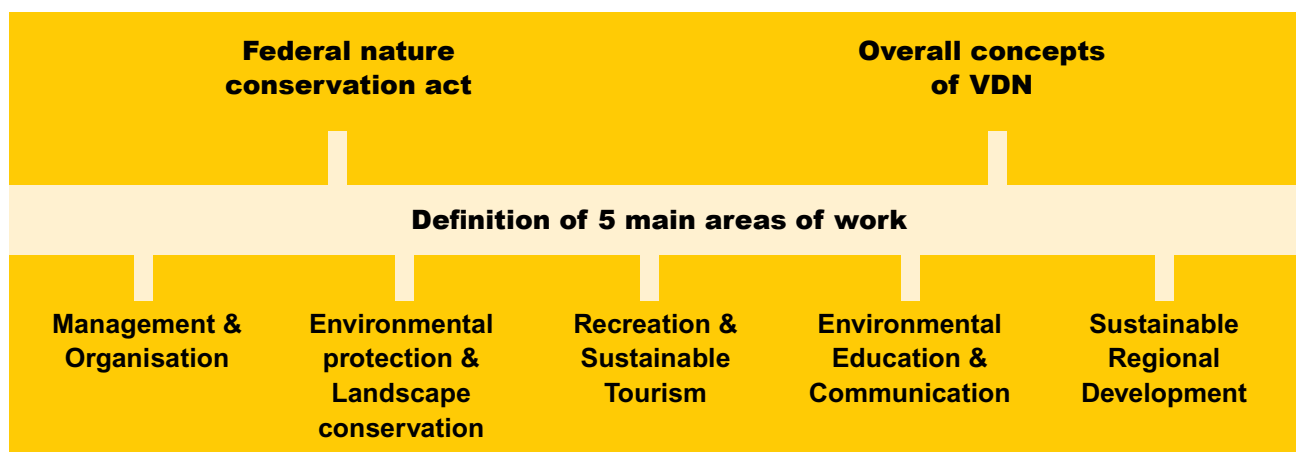 Federal nature
conservation act
Overall concepts
of VDN
Definition of 5 main areas of work
Management &
Organisation
Environmental
protection &
Landscape
conservation
Recreation &
Sustainable
Tourism
Environmental
Education &
Communication
Sustainable
Regional
Development